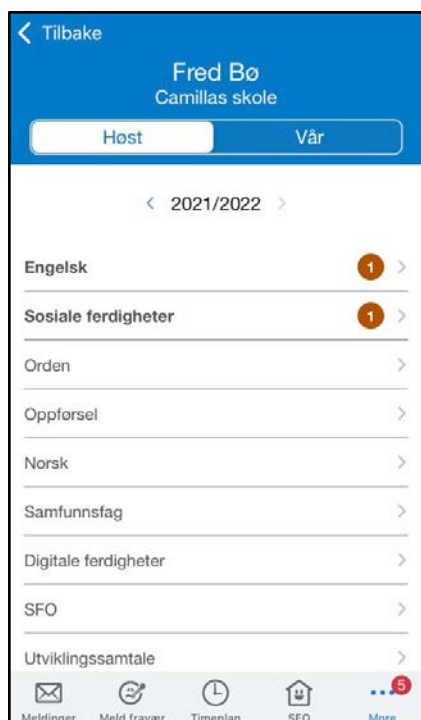 Tilbake
Fred Bø
Camillas skole
Høst Vår
2021/2022
Engelsk 1
Sosiale ferdigheter 1
Orden
Oppførsel
Norsk
Samfunnsfag
Digitale ferdigheter
SFO
Utviklingssamtale
5
Meldinger Meld fravær Timeplan SFO More